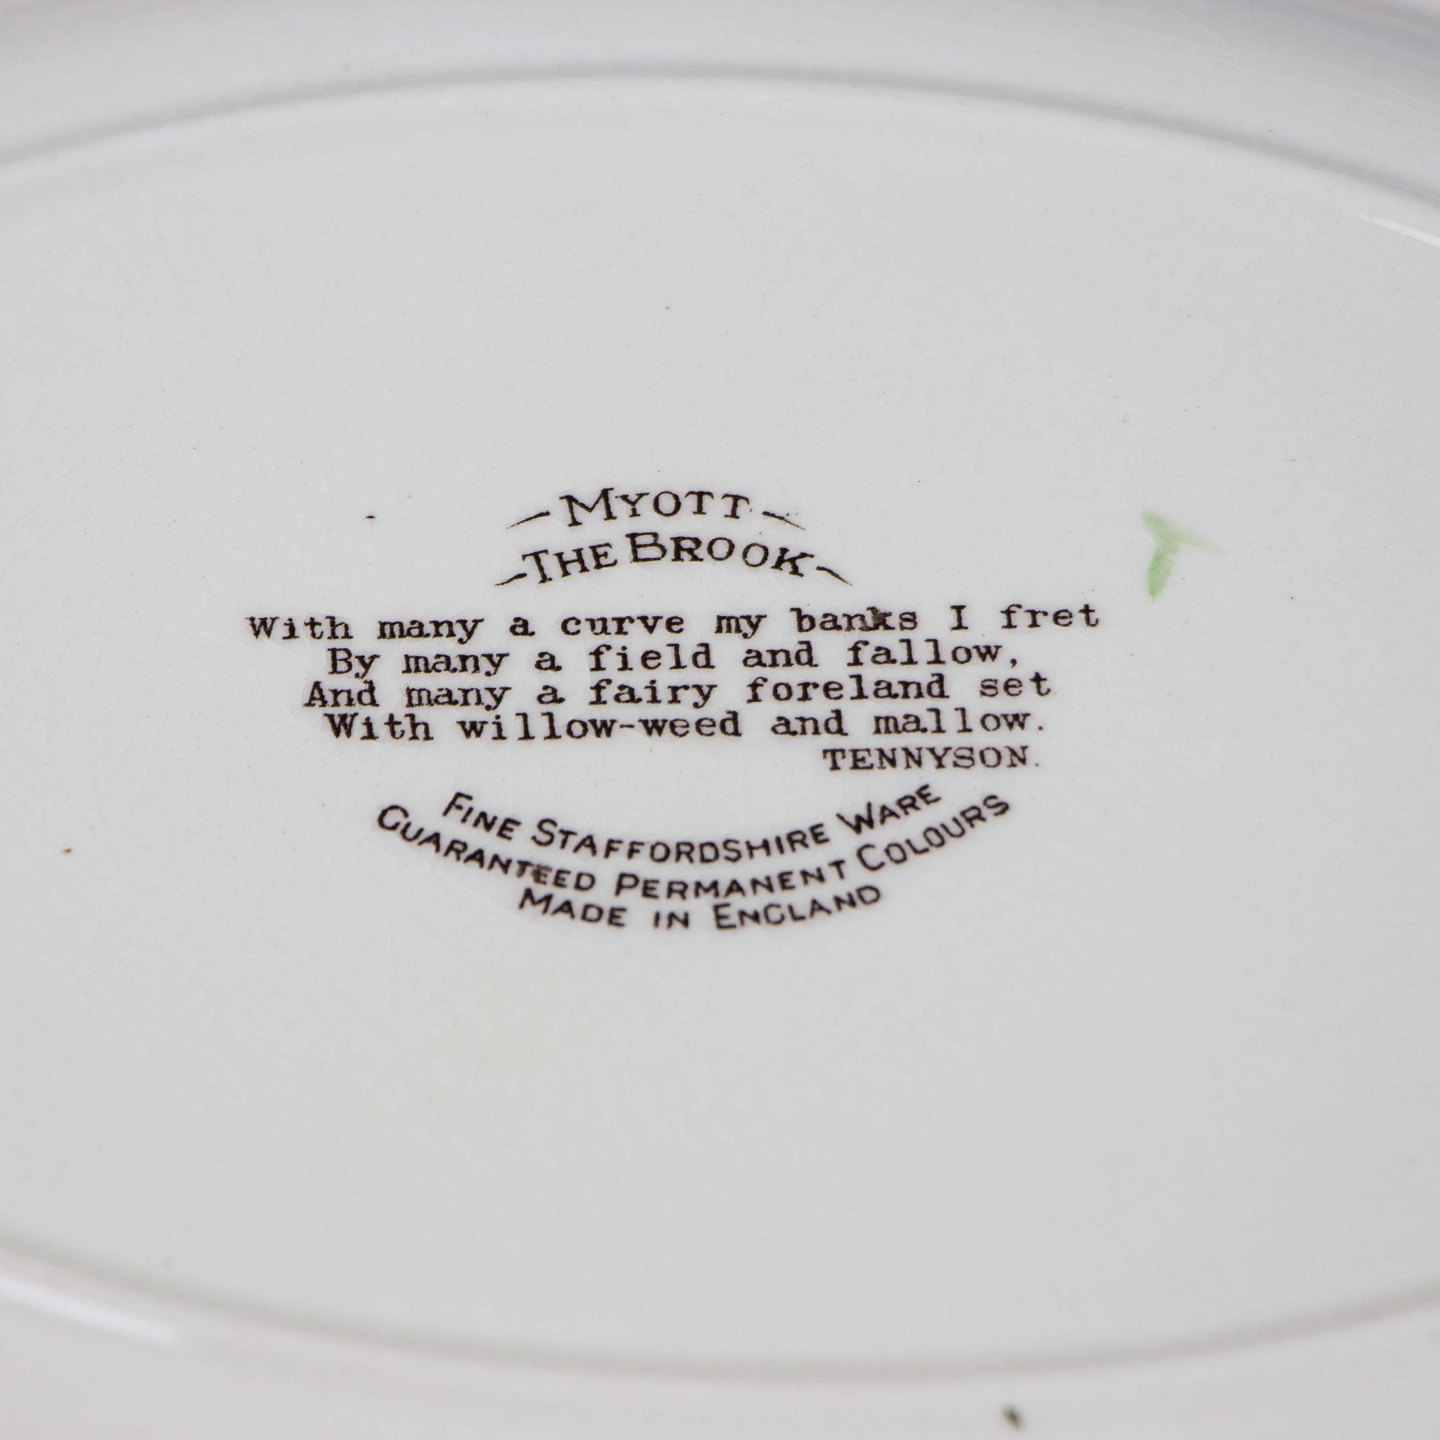 MYOTT
THE BROOK
With many a curve my banks I fret
By many a field and fallow,
And many a fairy foreland set
With willow-weed and mallow.
TENNYSON.
FINE STAFFORDSHIRE WARE
GUARANTEED PERMANENT COLOURS
MADE IN ENGLAND